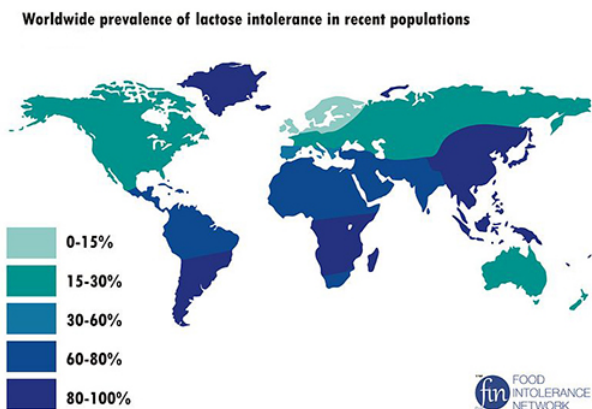 Worldwide prevalence of lactose intolerance in recent populations
0-15%
15-30%
30-60%
60-80%
80-100%
fin
FOOD
INTOLERANCE
NETWORK